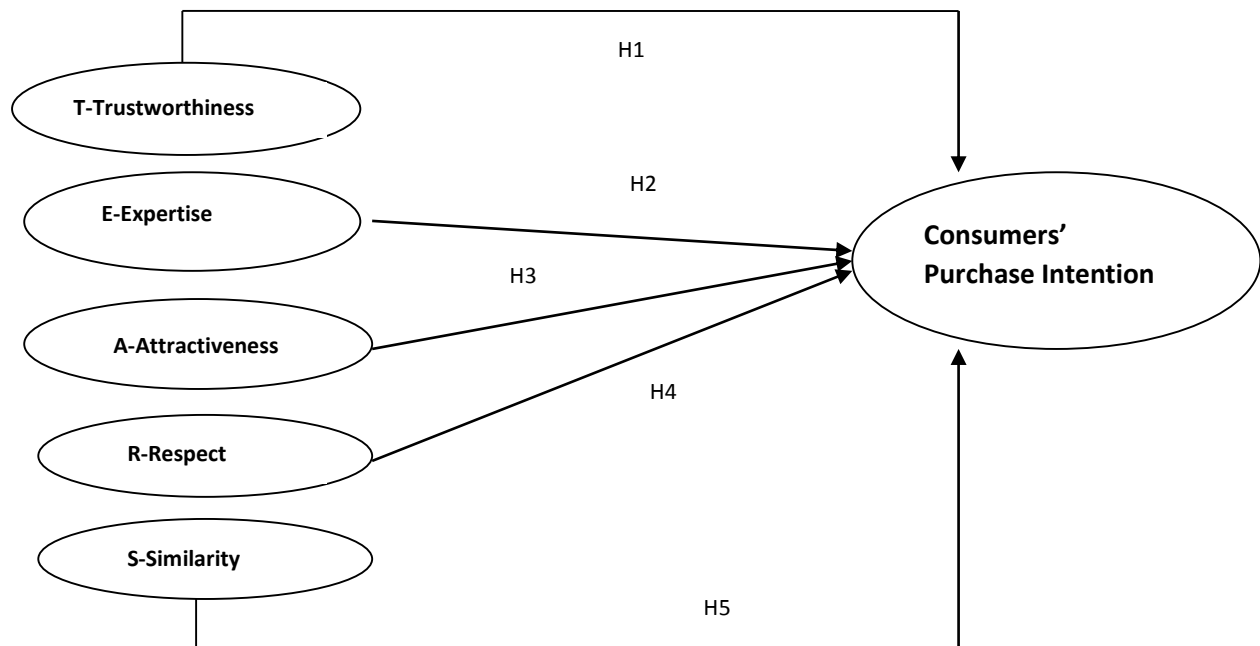 H1
T-Trustworthiness
H2
E-Expertise
Consumers’
Purchase Intention
H3
A-Attractiveness
H4
R-Respect
S-Similarity
H5